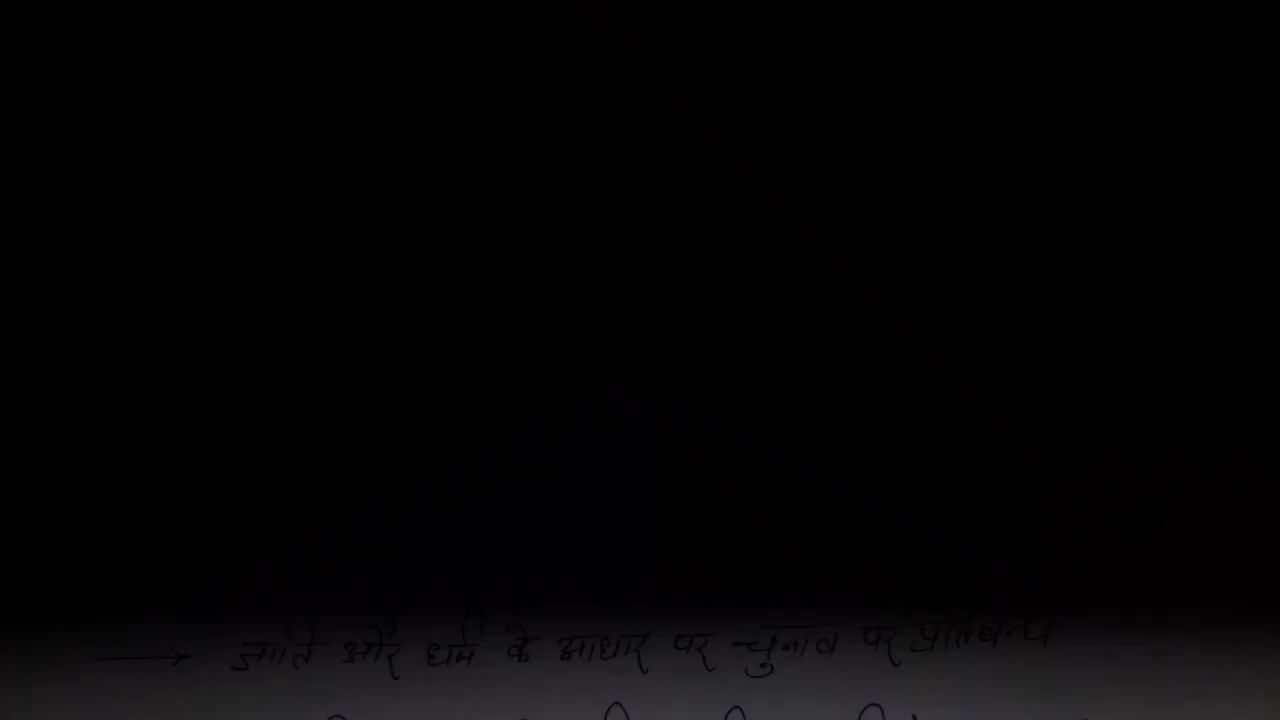 → जाति और धर्म के आधार पर चुनाव पर प्रतिबन्ध